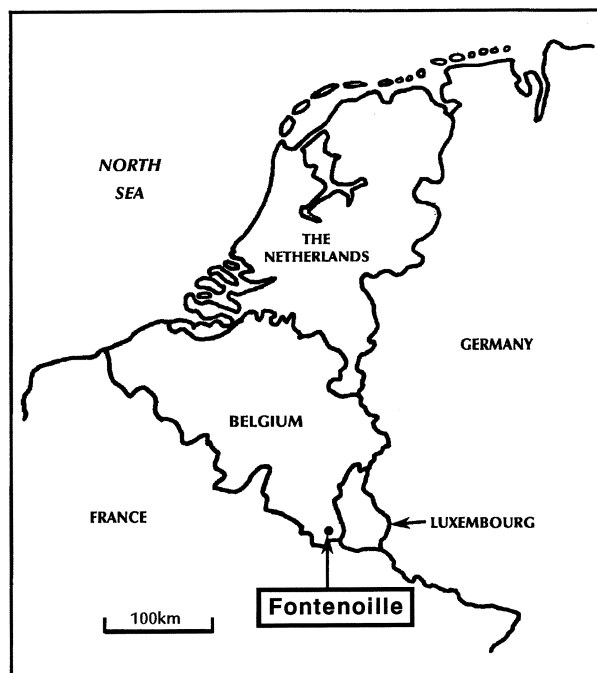 NORTH
SEA
THE
NETHERLANDS
GERMANY
BELGIUM
FRANCE
LUXEMBOURG
Fontenoille
100km